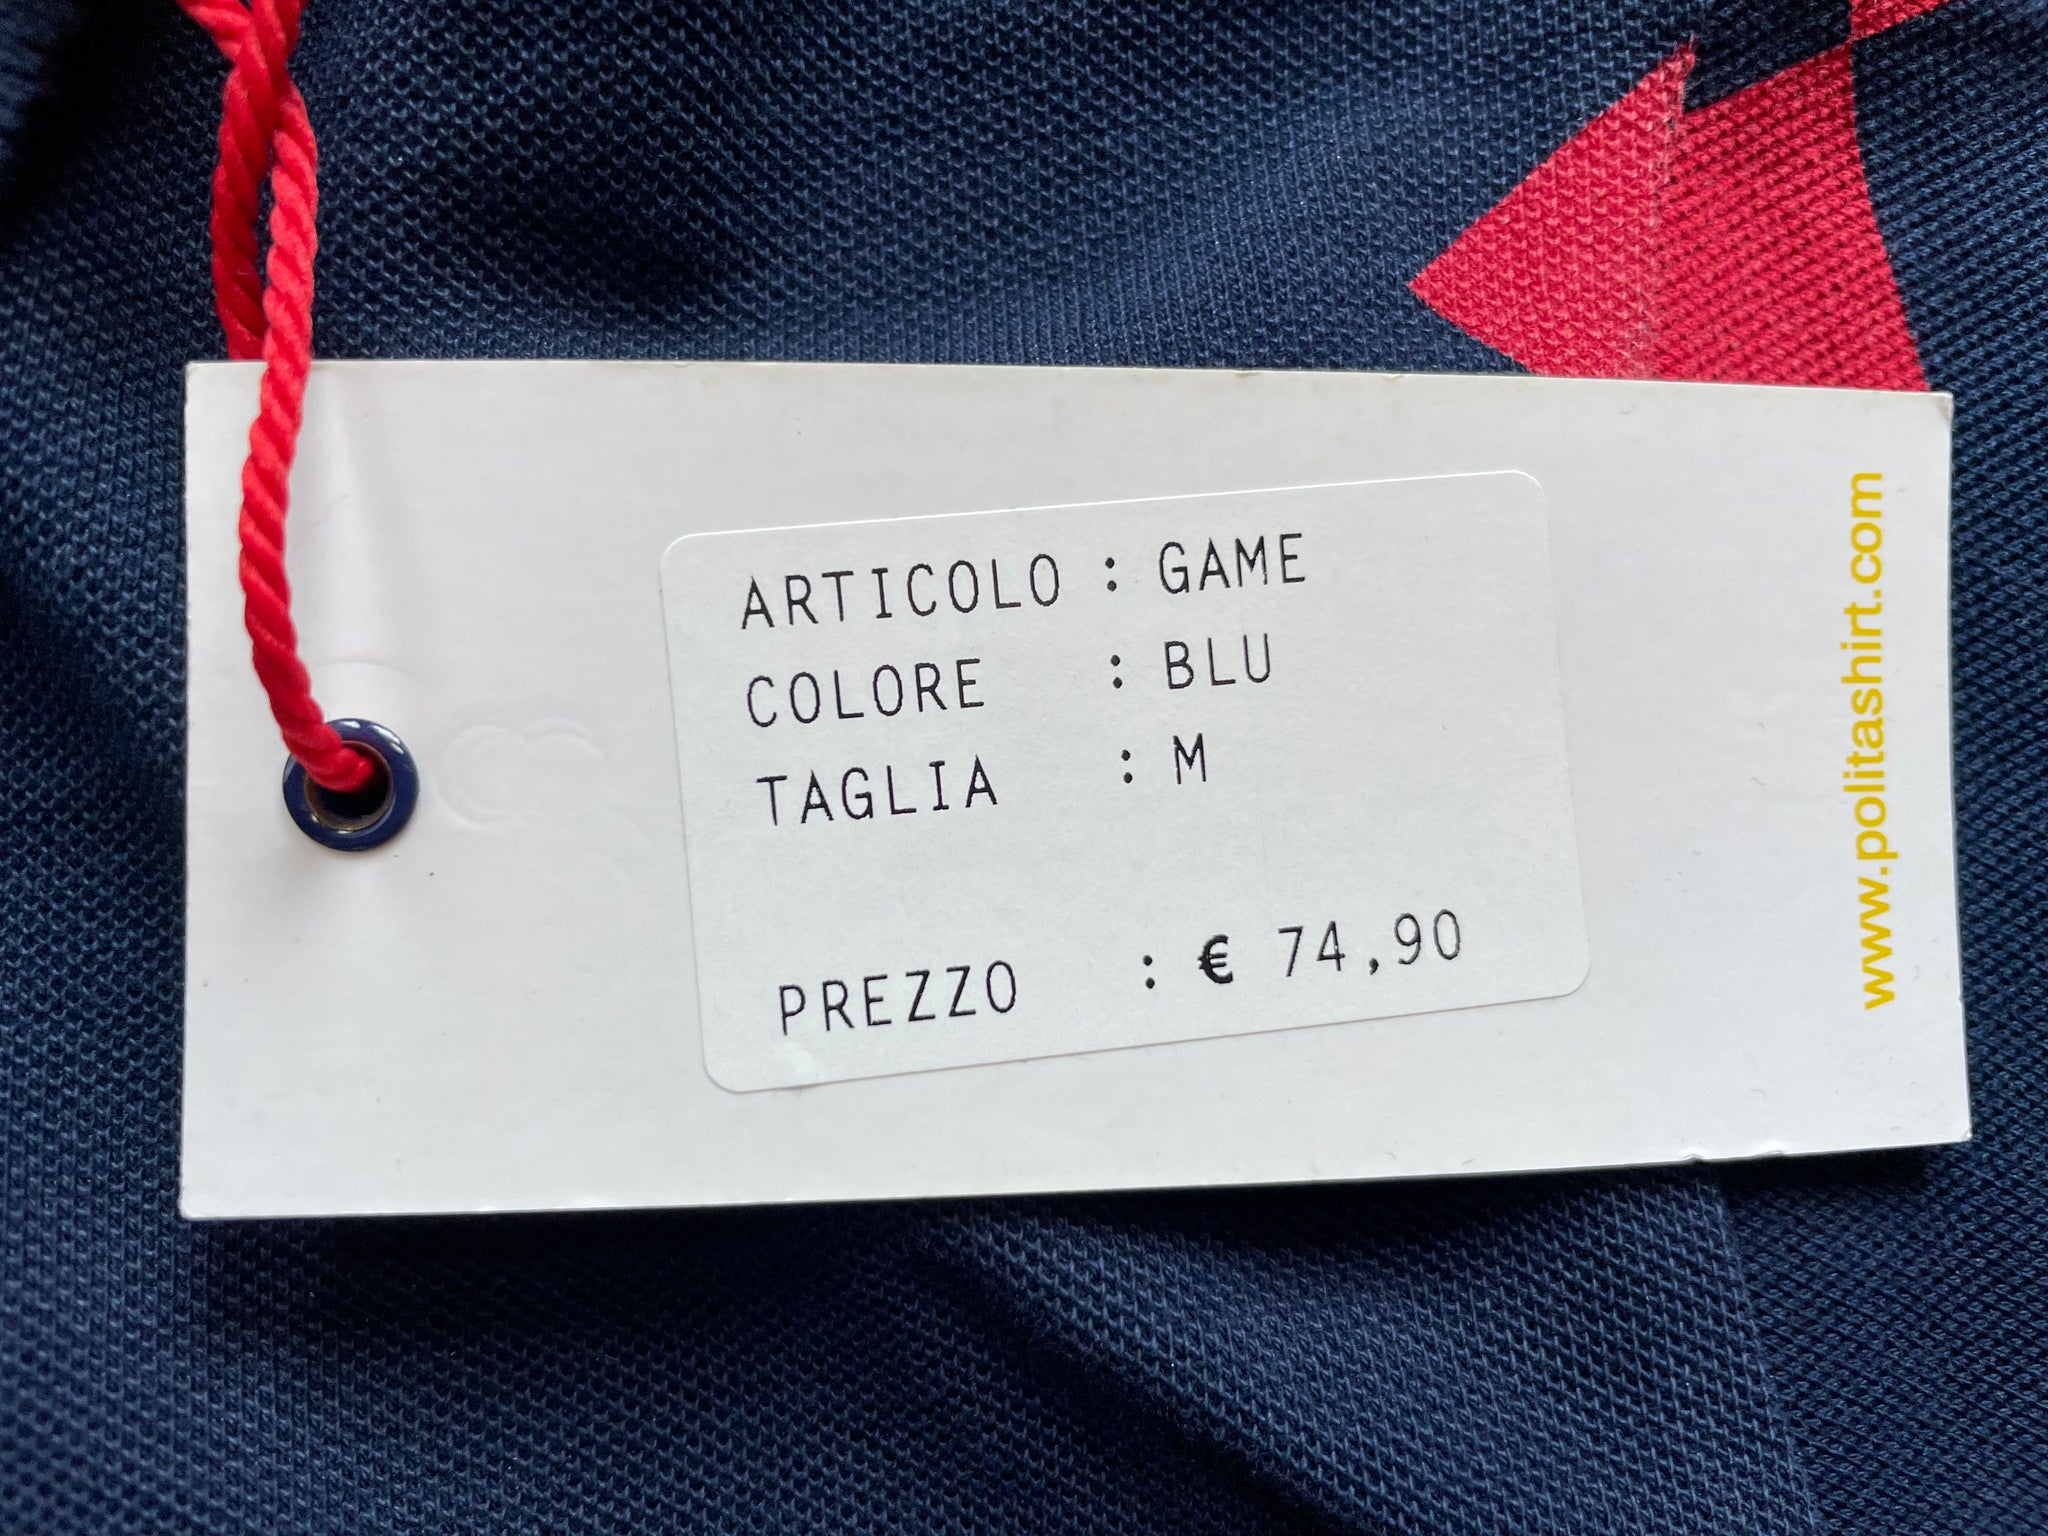 ARTICOLO : GAME
COLORE : BLU
TAGLIA : M
PREZZO : € 74,90
www.politashirt.com